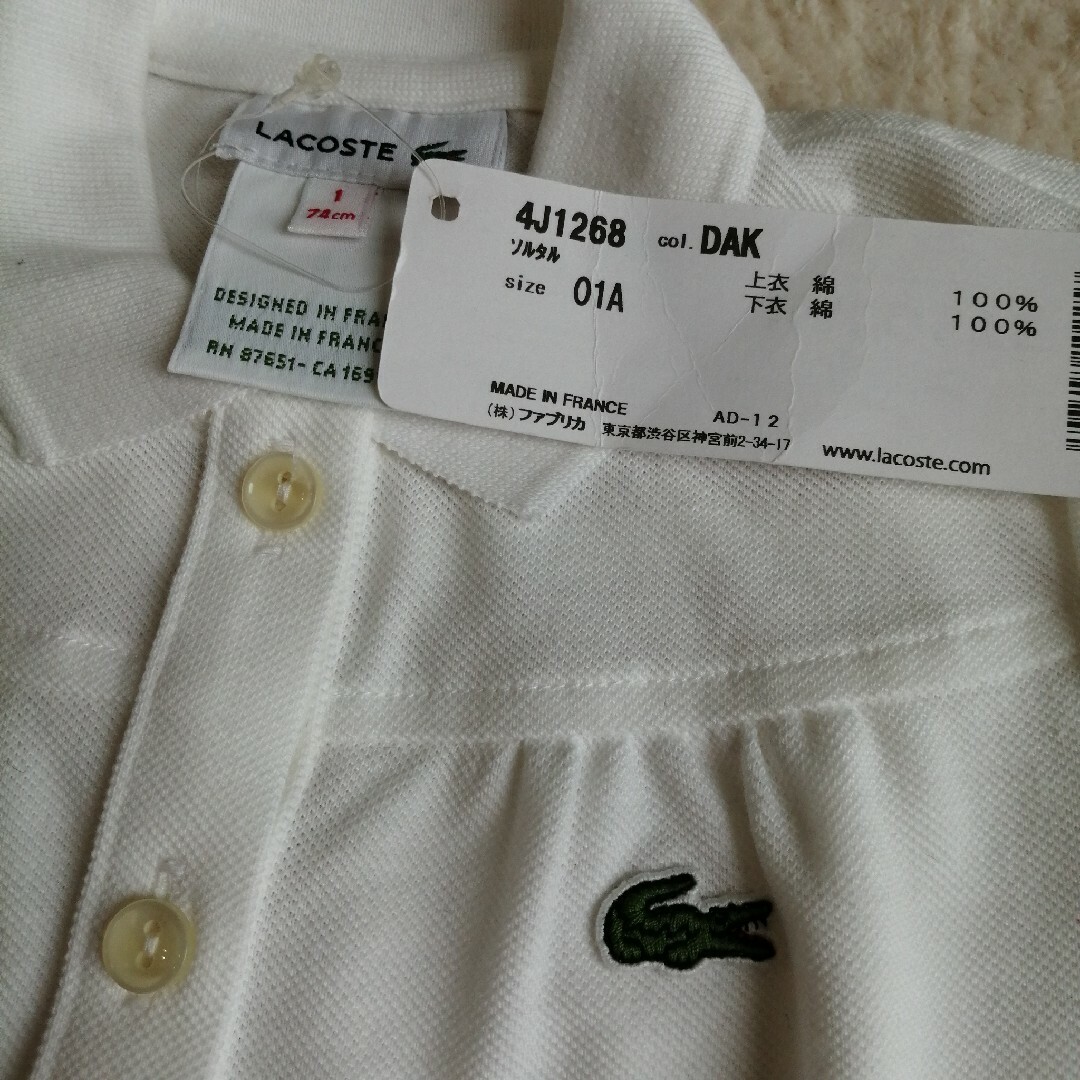 LACOSTE
1
74cm
DESIGNED IN FRA
MADE IN FRANC
RN 87651-CA 169
4J1268 col. DAK
ソルタル
size 01A
上衣 綿 100%
下衣 綿 100%
MADE IN FRANCE AD-12
(株)ファブリカ 東京都渋谷区神宮前2-34-17
www.lacoste.com